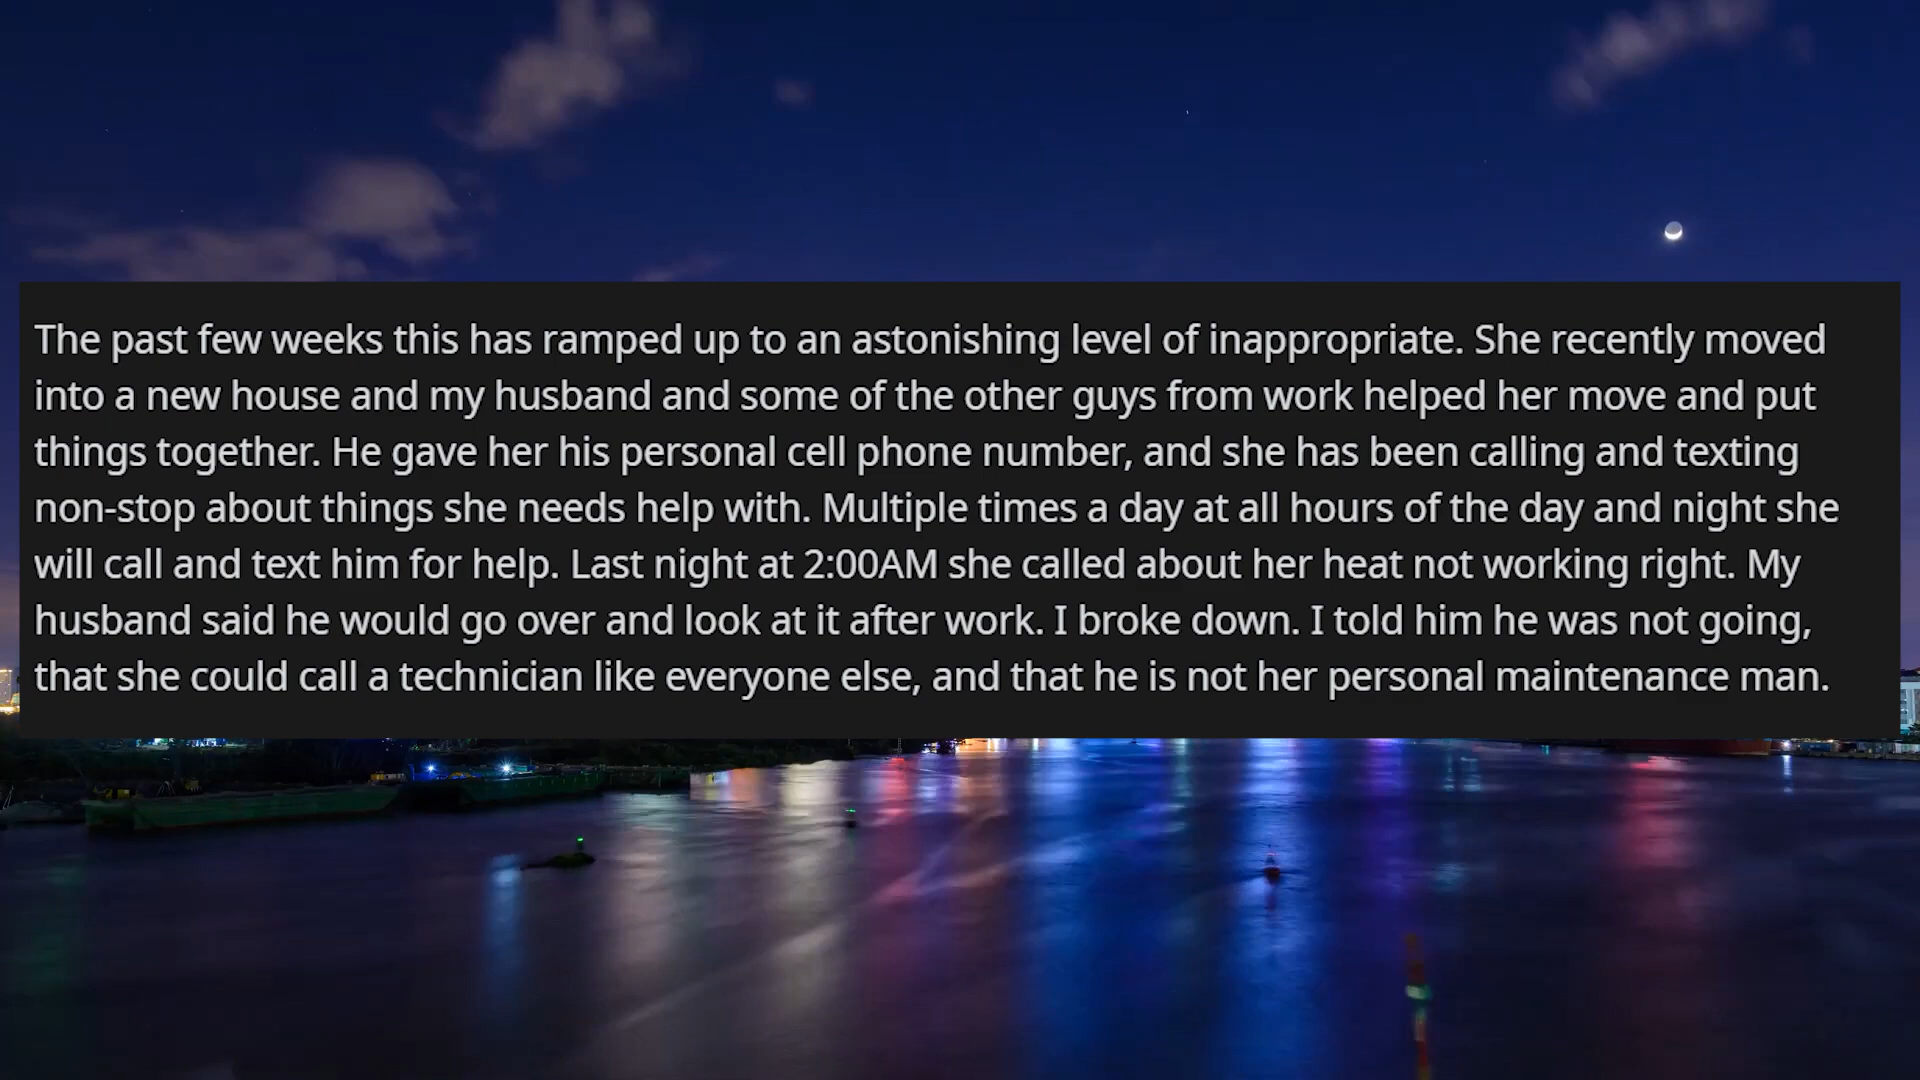 The past few weeks this has ramped up to an astonishing level of inappropriate. She recently moved
into a new house and my husband and some of the other guys from work helped her move and put
things together. He gave her his personal cell phone number, and she has been calling and texting
non-stop about things she needs help with. Multiple times a day at all hours of the day and night she
will call and text him for help. Last night at 2:00AM she called about her heat not working right. My
husband said he would go over and look at it after work. I broke down. I told him he was not going,
that she could call a technician like everyone else, and that he is not her personal maintenance man.